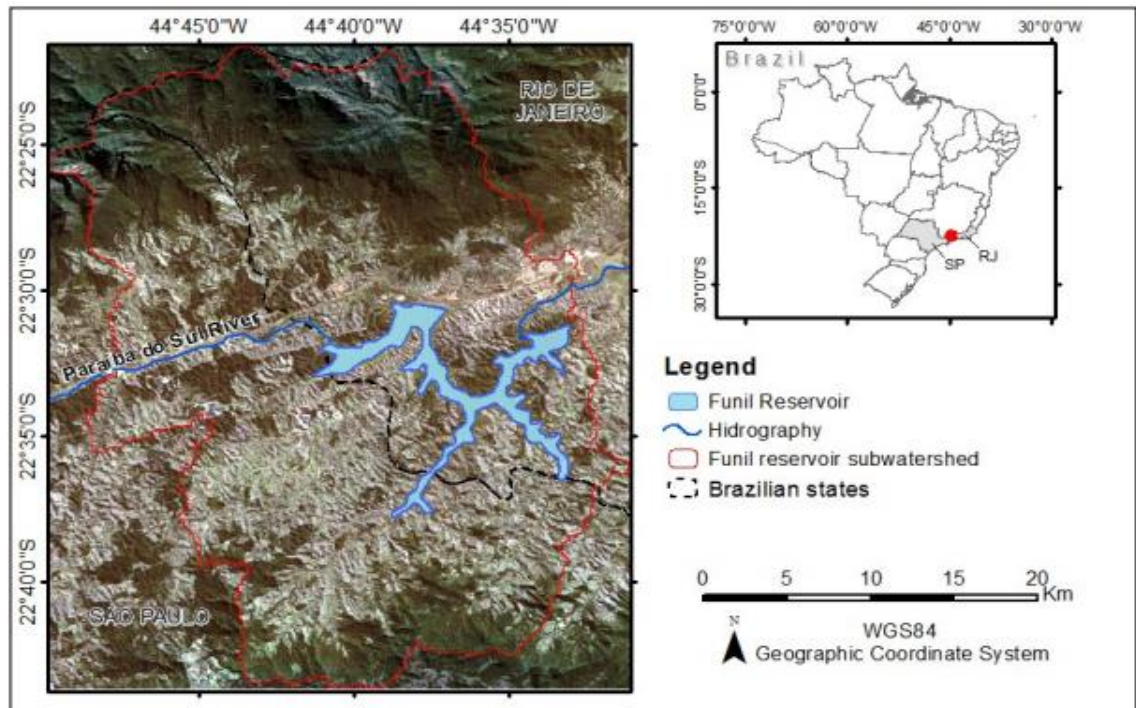 44°45'0"W 44°40'0"W 44°35'0"W
22°25'0"S
22°30'0"S
22°35'0"S
22°40'0"S
RIO DE
JANEIRO
Paraíba do Sul River
SAO PAULO
75°0'0"W 60°0'0"W 45°0'0"W 30°0'0"W
Brazil
0°0'0"
15°0'0"S
30°0'0"S
SP
RJ
Legend
Funil Reservoir
Hidrography
Funil reservoir subwatershed
Brazilian states
0 5 10 15 20
Km
N
WGS84
Geographic Coordinate System